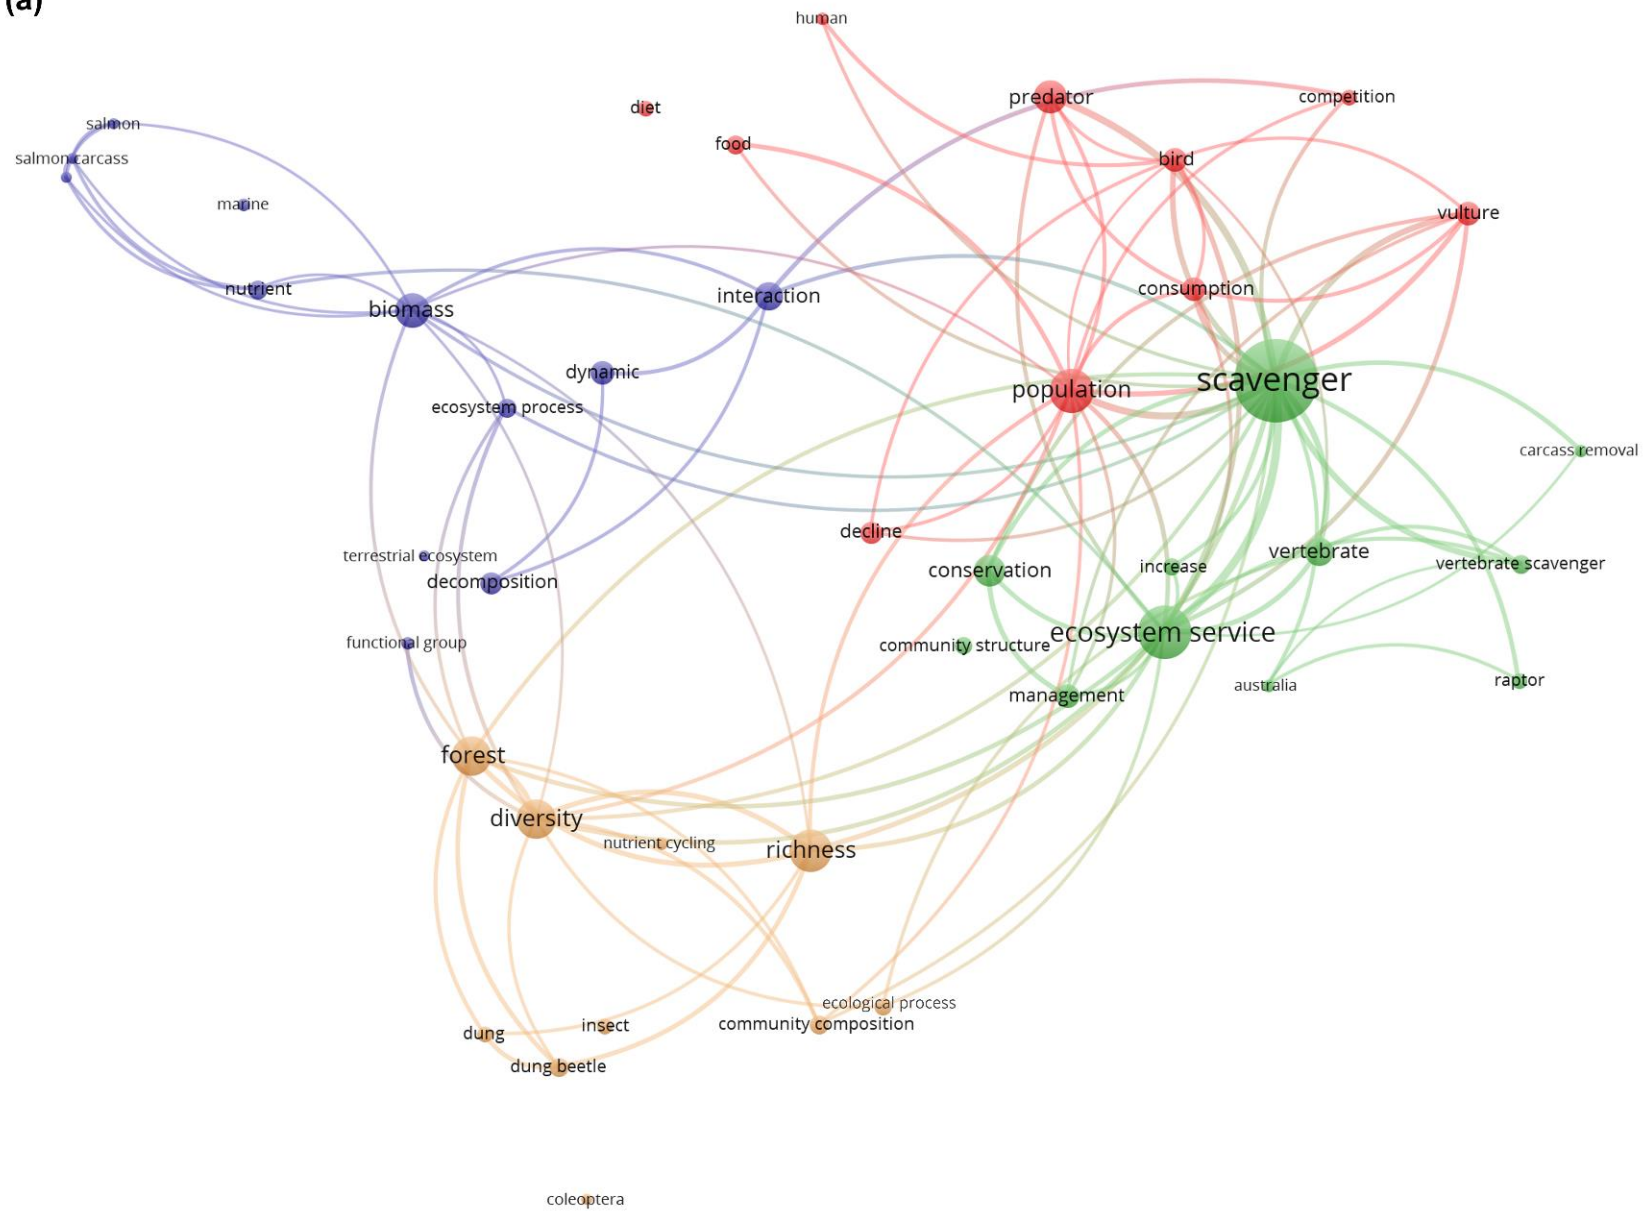 (a)
human
predator
competition
diet
salmon
food
salmon carcass
bird
marine
vulture
nutrient
consumption
interaction
biomass
dynamic
scavenger
population
ecosystem process
carcass removal
decline
terrestrial ecosystem
vertebrate
vertebrate scavenger
increase
conservation
decomposition
ecosystem service
functional group
community structure
raptor
australia
management
forest
diversity
nutrient cycling
richness
ecological process
community composition
insect
dung
dung beetle
coleoptera